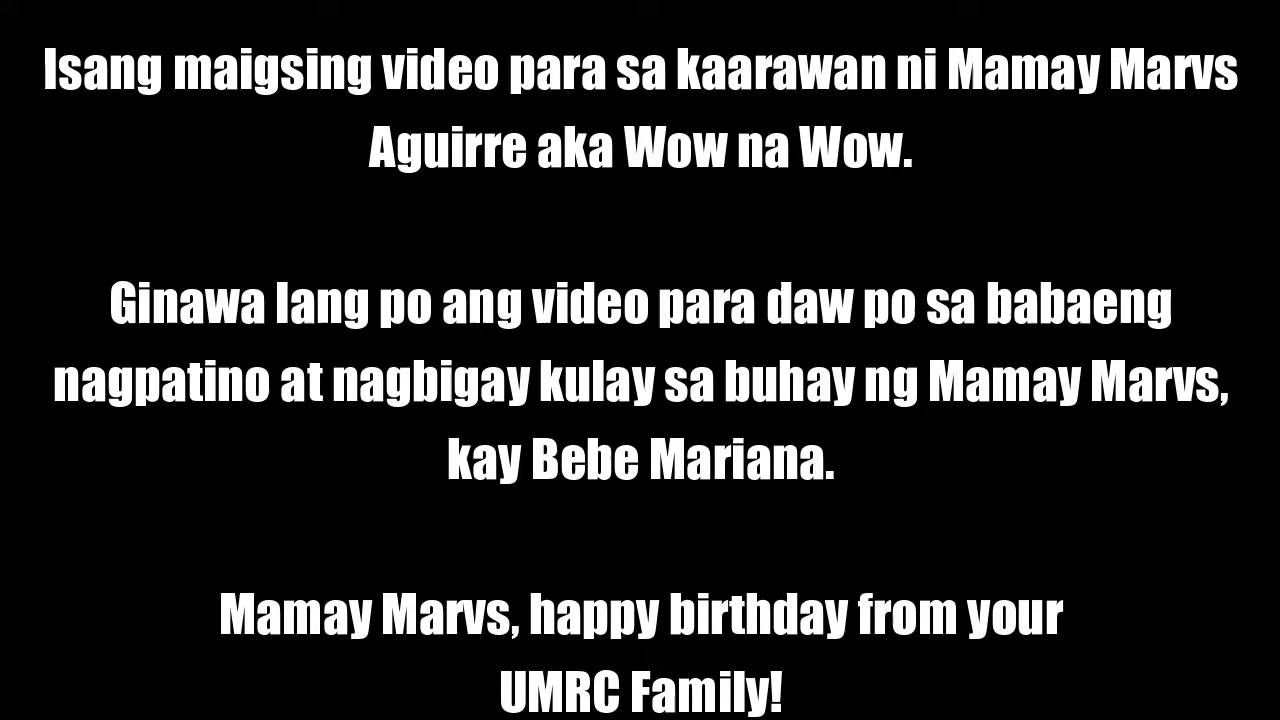 Isang maigsing video para sa kaarawan ni Mamay Marvs
Aguirre aka Wow na Wow.
Ginawa lang po ang video para daw po sa babaeng
nagpatino at nagbigay kulay sa buhay ng Mamay Marvs,
kay Bebe Mariana.
Mamay Marvs, happy birthday from your
UMRC Family!